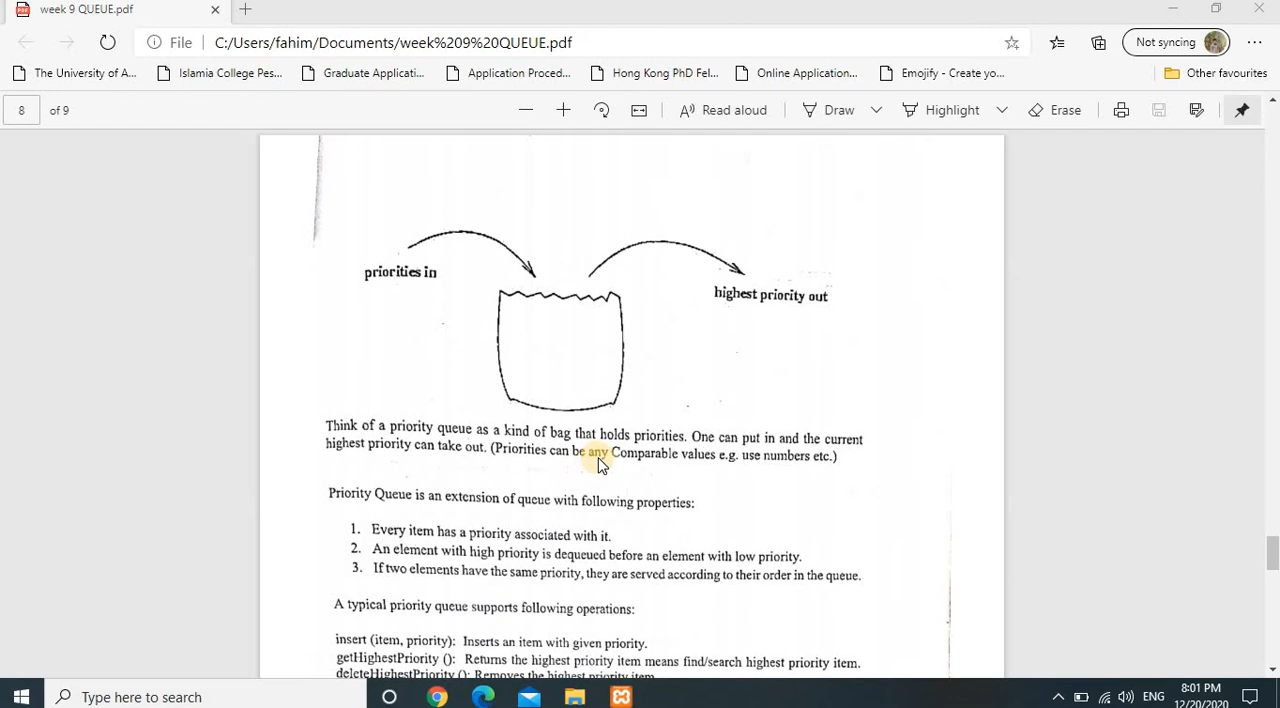 week 9 QUEUE.pdf
File
C:/Users/fahim/Documents/week%209%20QUEUE.pdf
Not syncing
The University of A...
Islamia College Pes...
Graduate Applicati...
Application Proced...
Hong Kong PhD Fel...
Online Application...
Emojify - Create yo...
Other favourites
8 of 9
Read aloud
Draw
Highlight
Erase
priorities in
highest priority out
Think of a priority queue as a kind of bag that holds priorities. One can put in and the current
highest priority can take out. (Priorities can be any Comparable values e.g. use numbers etc.)
Priority Queue is an extension of queue with following properties:
1. Every item has a priority associated with it.
2. An element with high priority is dequeued before an element with low priority.
3. If two elements have the same priority, they are served according to their order in the queue.
A typical priority queue supports following operations:
insert (item, priority): Inserts an item with given priority.
getHighestPriority (): Returns the highest priority item means find/search highest priority item.
deleteHighestPriority (): Removes the highest priority item.
Type here to search
ENG
8:01 PM
12/20/2020